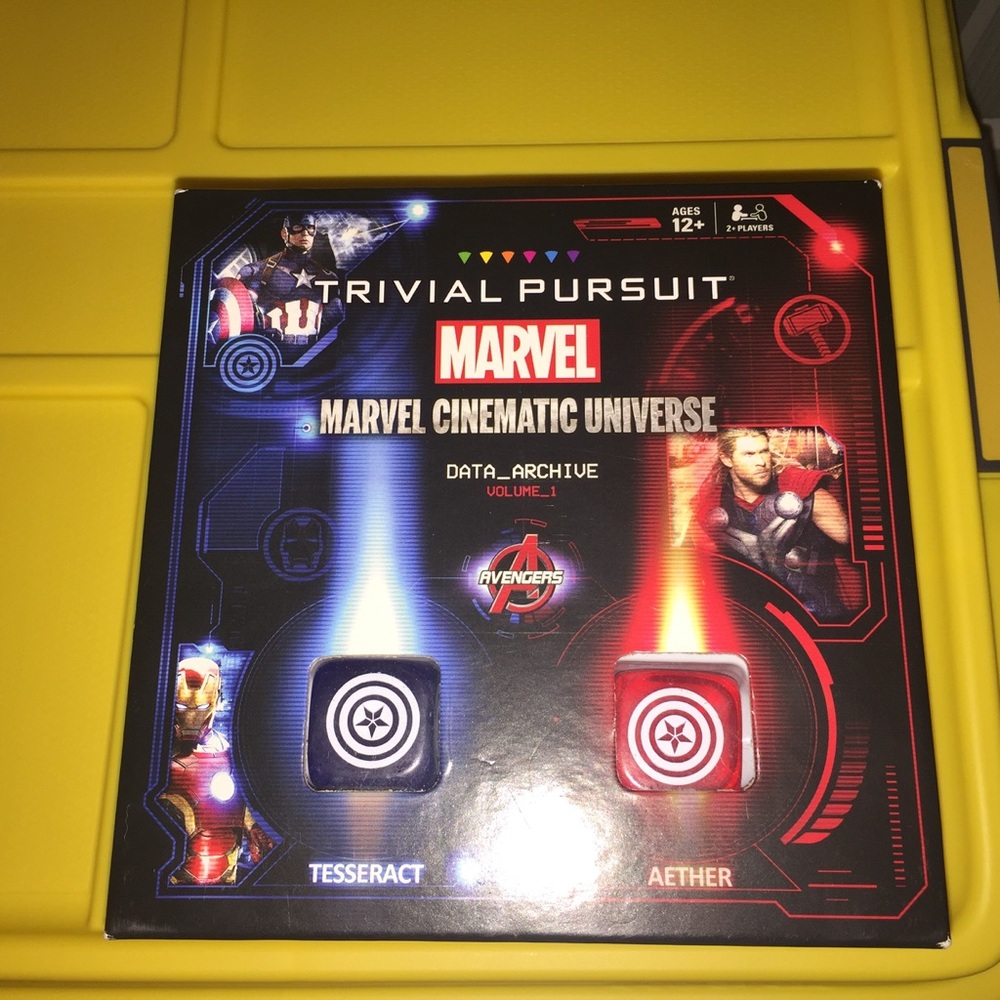 AGES
12+
2+ PLAYERS
TRIVIAL PURSUIT®
MARVEL
MARVEL CINEMATIC UNIVERSE
DATA_ARCHIVE
VOLUME_1
AVENGERS
TESSERACT
AETHER